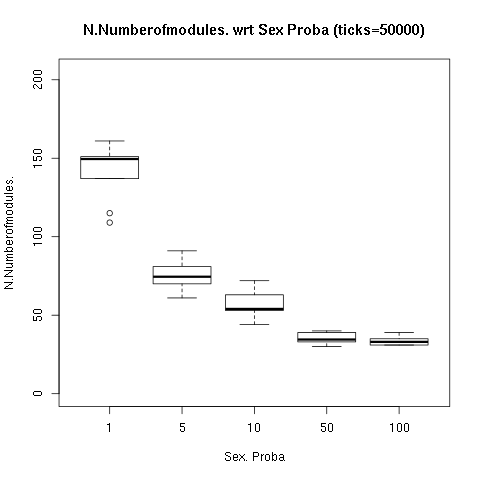 N.Numberofmodules. wrt Sex Proba (ticks=50000)
N.Numberofmodules.
200
150
100
50
0
1 5 10 50 100
Sex. Proba